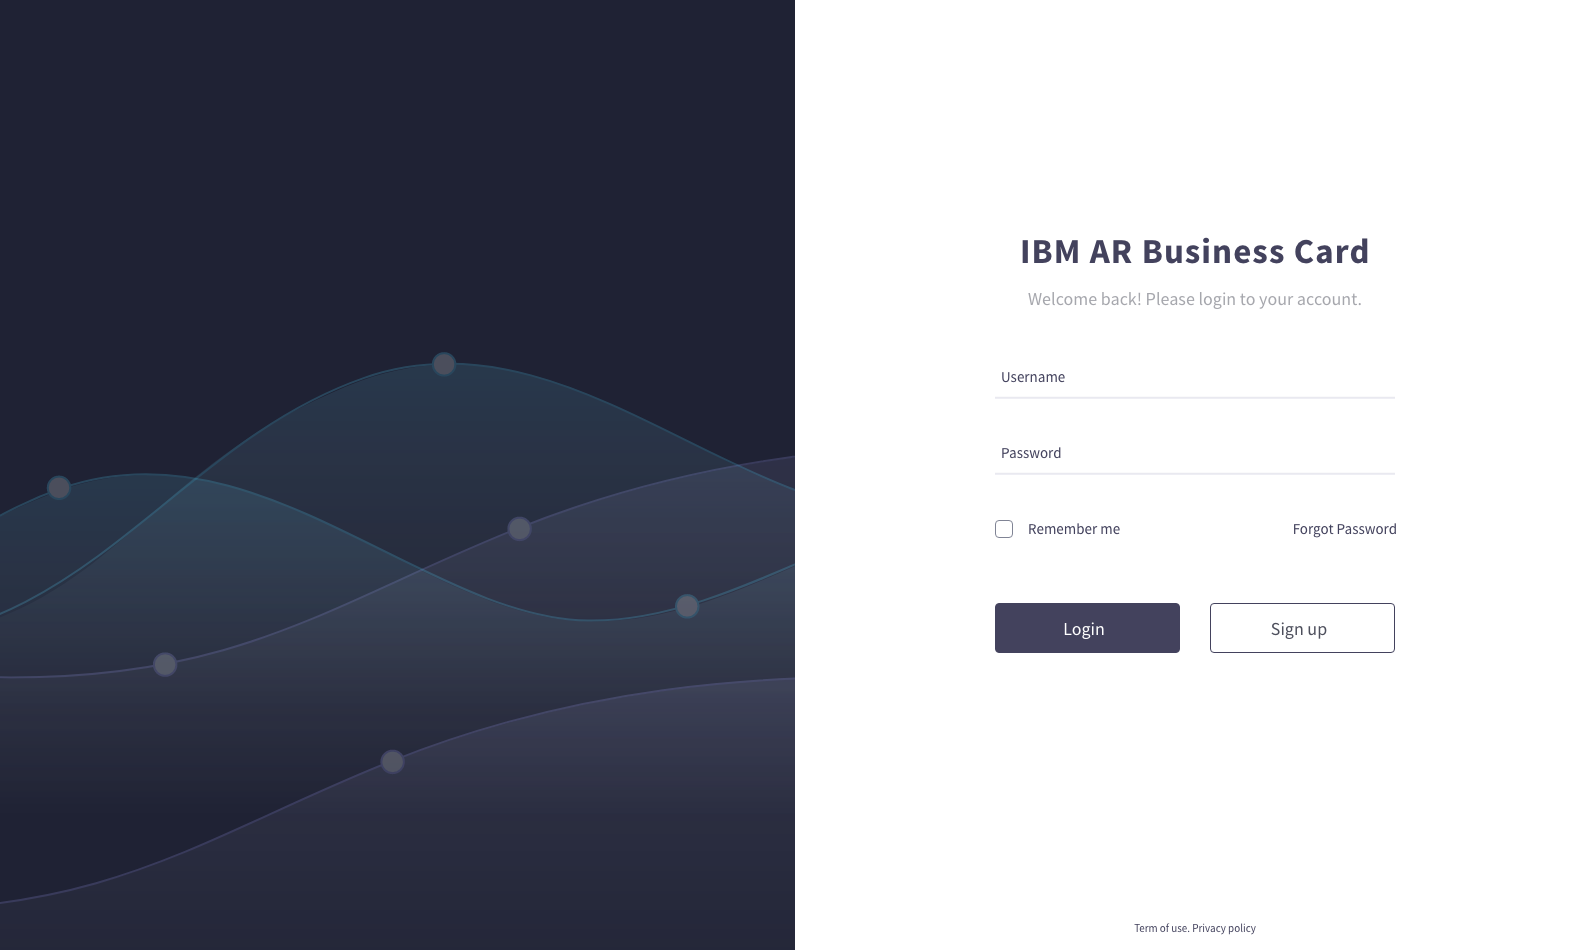 IBM AR Business Card
Welcome back! Please login to your account.
Username
Password
Remember me
Forgot Password
Login
Sign up
Term of use. Privacy policy